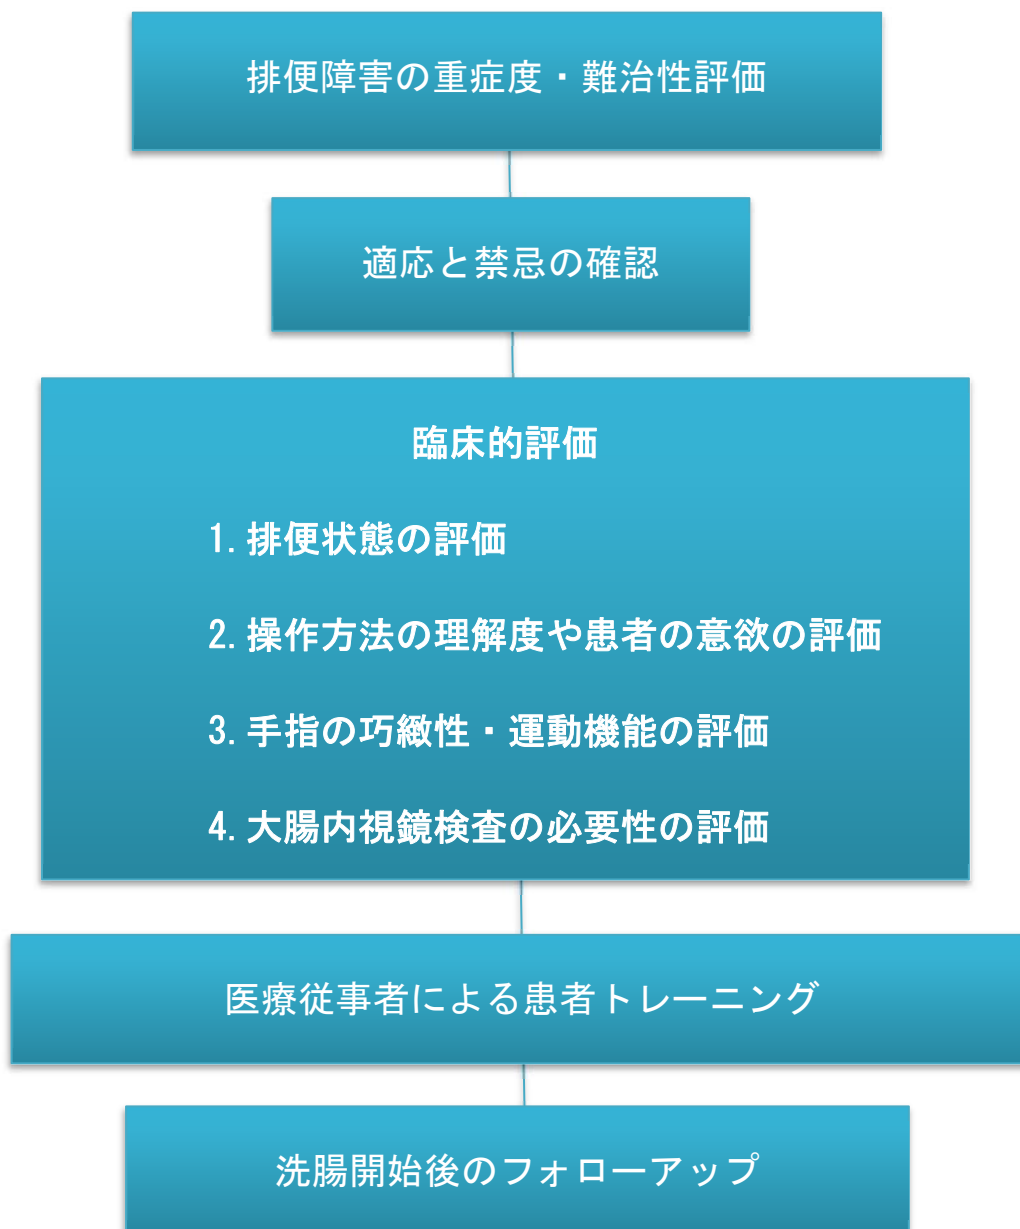 排便障害の重症度・難治性評価
適応と禁忌の確認
臨床的評価
1. 排便状態の評価
2. 操作方法の理解度や患者の意欲の評価
3. 手指の巧緻性・運動機能の評価
4. 大腸内視鏡検査の必要性の評価
医療従事者による患者トレーニング
洗腸開始後のフォローアップ